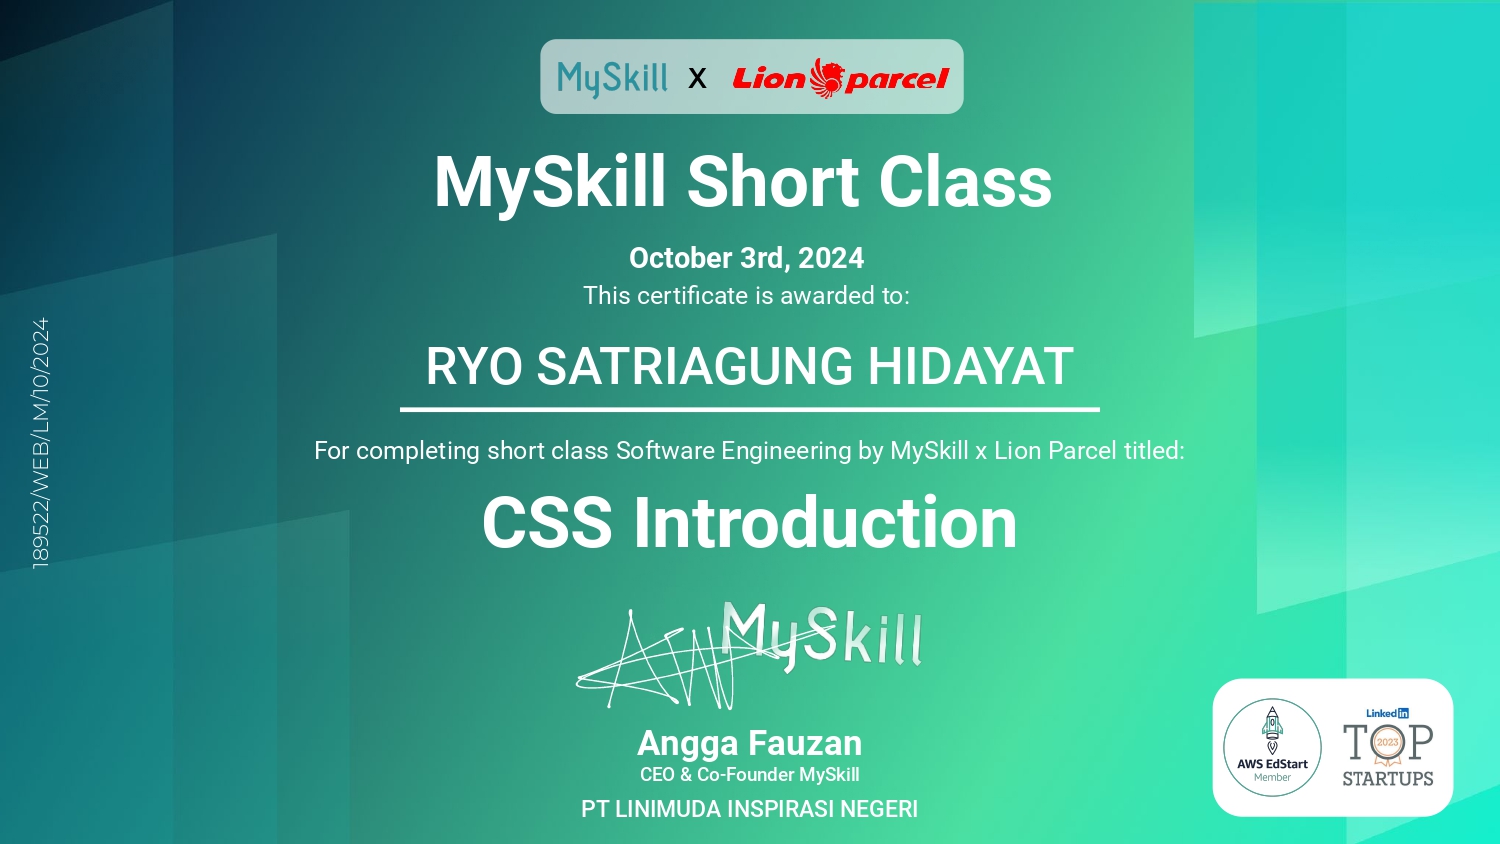 MySkill X Lion parcel
MySkill Short Class
October 3rd, 2024
This certificate is awarded to:
RYO SATRIAGUNG HIDAYAT
For completing short class Software Engineering by MySkill x Lion Parcel titled:
CSS Introduction
MySkill
Angga Fauzan
CEO & Co-Founder MySkill
PT LINIMUDA INSPIRASI NEGERI
189522/WEB/LM/10/2024
AWS EdStart
Member
Linked in
TOP
2023
STARTUPS